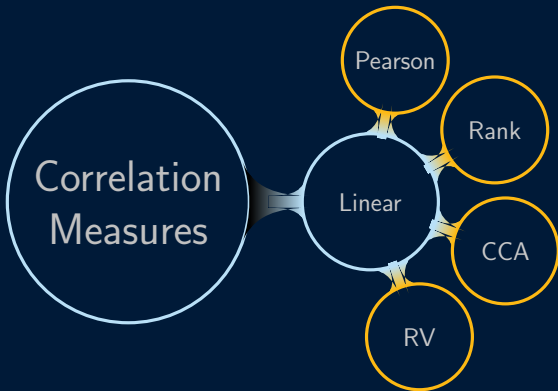 Correlation
Measures
Linear
Pearson
Rank
CCA
RV